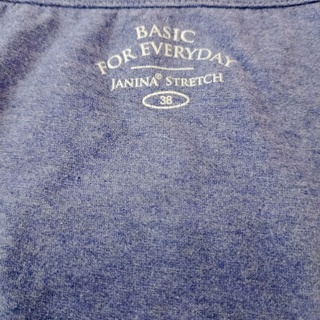 BASIC
FOR EVERYDAY
JANINA® STRETCH
38